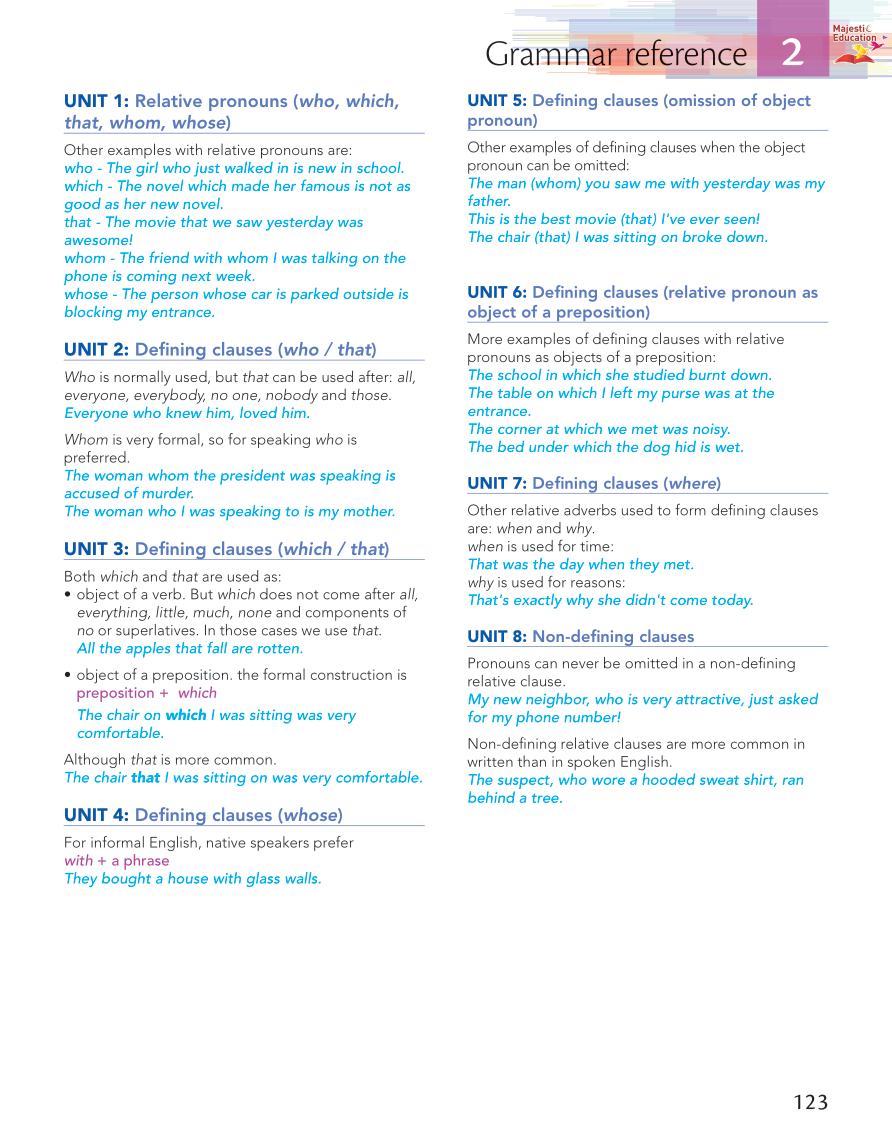 Grammar reference 2
Majesti
Education
UNIT 1: Relative pronouns (who, which,
that, whom, whose)
Other examples with relative pronouns are:
who - The girl who just walked in is new in school.
which - The novel which made her famous is not as
good as her new novel.
that - The movie that we saw yesterday was
awesome!
whom - The friend with whom I was talking on the
phone is coming next week.
whose - The person whose car is parked outside is
blocking my entrance.
UNIT 2: Defining clauses (who / that)
Who is normally used, but that can be used after: all,
everyone, everybody, no one, nobody and those.
Everyone who knew him, loved him.
Whom is very formal, so for speaking who is
preferred.
The woman whom the president was speaking is
accused of murder.
The woman who I was speaking to is my mother.
UNIT 3: Defining clauses (which / that)
Both which and that are used as:
• object of a verb. But which does not come after all,
everything, little, much, none and components of
no or superlatives. In those cases we use that.
All the apples that fall are rotten.
• object of a preposition. the formal construction is
preposition + which
The chair on which I was sitting was very
comfortable.
Although that is more common.
The chair that I was sitting on was very comfortable.
UNIT 4: Defining clauses (whose)
For informal English, native speakers prefer
with + a phrase
They bought a house with glass walls.
UNIT 5: Defining clauses (omission of object
pronoun)
Other examples of defining clauses when the object
pronoun can be omitted:
The man (whom) you saw me with yesterday was my
father.
This is the best movie (that) I've ever seen!
The chair (that) I was sitting on broke down.
UNIT 6: Defining clauses (relative pronoun as
object of a preposition)
More examples of defining clauses with relative
pronouns as objects of a preposition:
The school in which she studied burnt down.
The table on which I left my purse was at the
entrance.
The corner at which we met was noisy.
The bed under which the dog hid is wet.
UNIT 7: Defining clauses (where)
Other relative adverbs used to form defining clauses
are: when and why.
when is used for time:
That was the day when they met.
why is used for reasons:
That's exactly why she didn't come today.
UNIT 8: Non-defining clauses
Pronouns can never be omitted in a non-defining
relative clause.
My new neighbor, who is very attractive, just asked
for my phone number!
Non-defining relative clauses are more common in
written than in spoken English.
The suspect, who wore a hooded sweat shirt, ran
behind a tree.
123